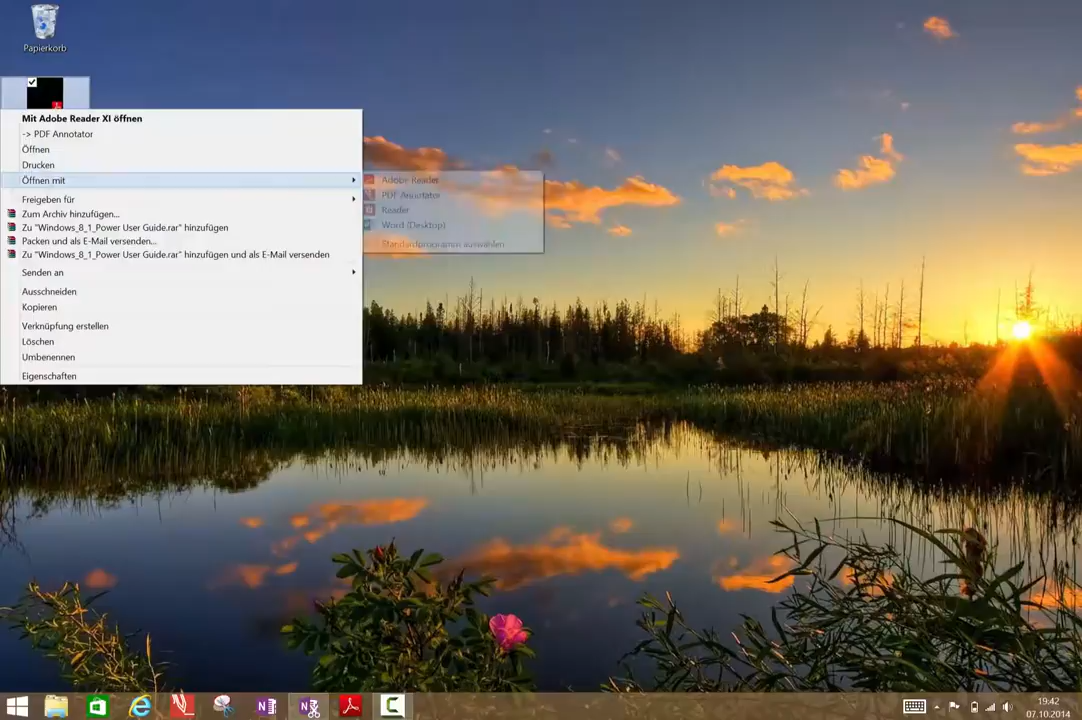 Papierkorb
Mit Adobe Reader XI öffnen
-> PDF Annotator
Öffnen
Drucken
Öffnen mit
Adobe Reader
PDF Annotator
Reader
Word (Desktop)
Standardprogramm auswählen
Freigeben für
Zum Archiv hinzufügen...
Zu "Windows_8_1_Power User Guide.rar" hinzufügen
Packen und als E-Mail versenden...
Zu "Windows_8_1_Power User Guide.rar" hinzufügen und als E-Mail versenden
Senden an
Ausschneiden
Kopieren
Verknüpfung erstellen
Löschen
Umbenennen
Eigenschaften
19:42
07.10.2014